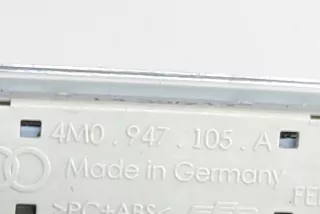 4M0.947.105.A
Made in Germany
>PC+ABS<